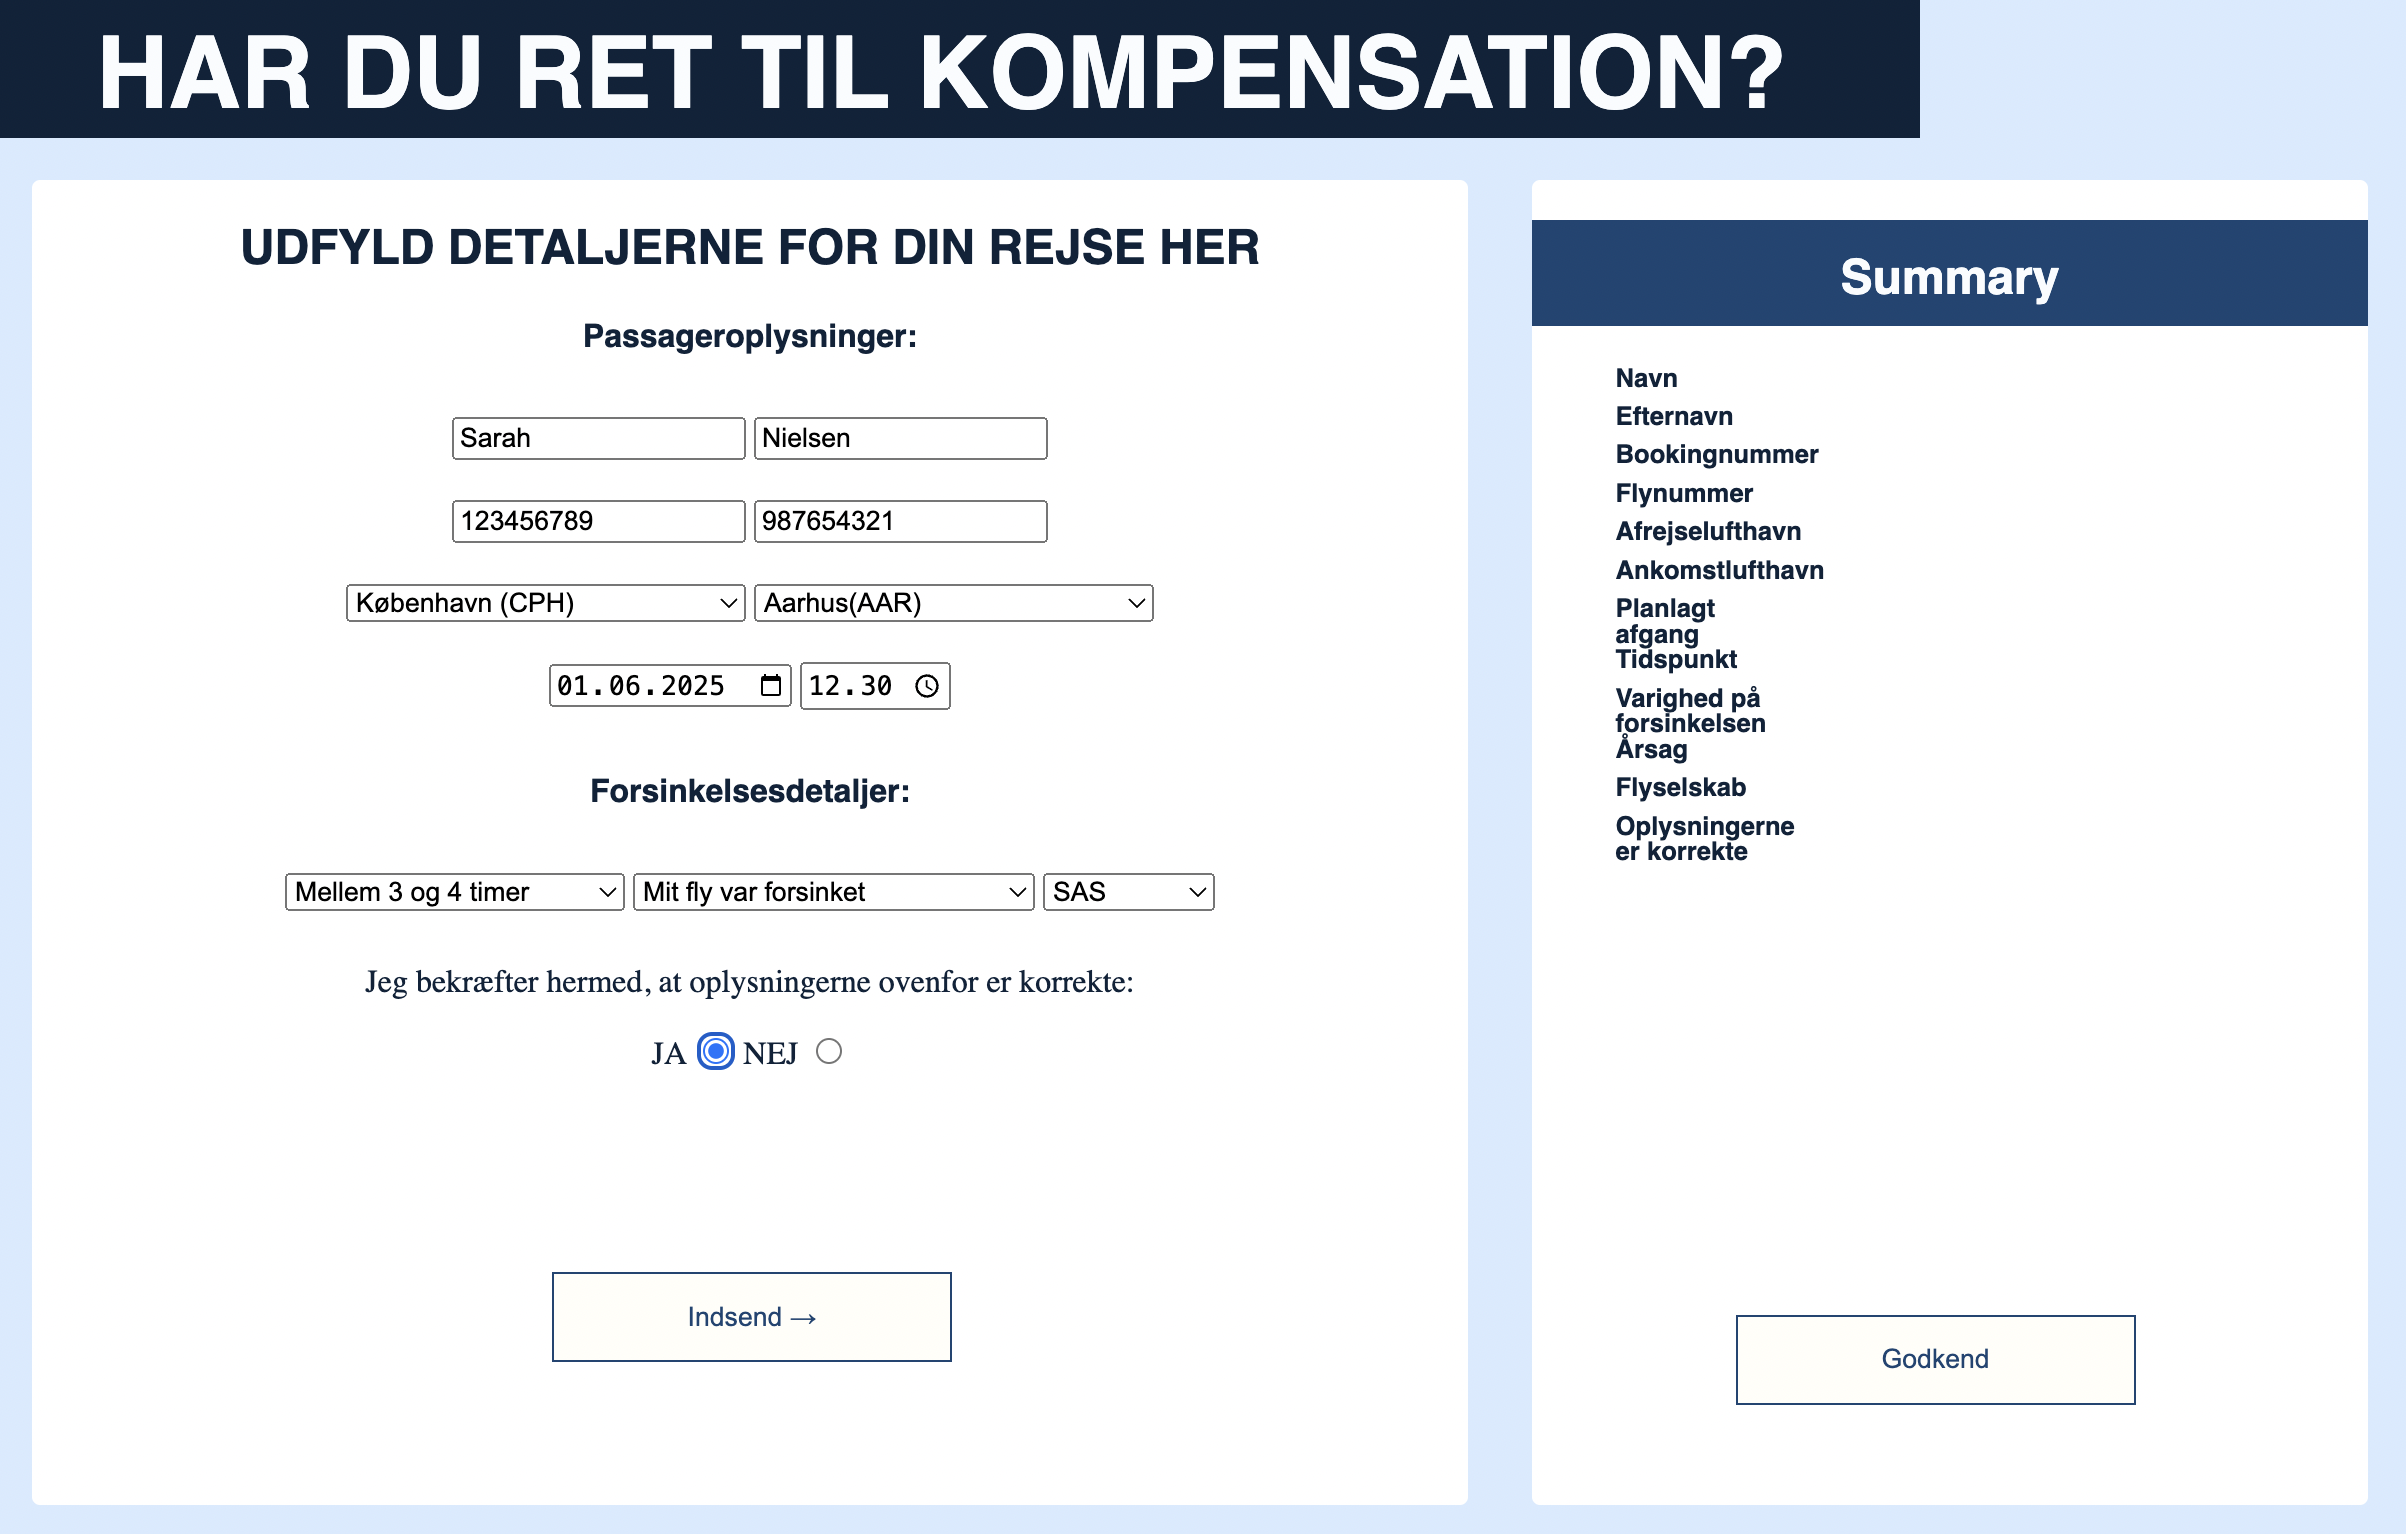 HAR DU RET TIL KOMPENSATION?
UDFYLD DETALJERNE FOR DIN REJSE HER
Passageroplysninger:
Sarah Nielsen
123456789 987654321
København (CPH) Aarhus(AAR)
01.06.2025 12.30
Forsinkelsesdetaljer:
Mellem 3 og 4 timer Mit fly var forsinket SAS
Jeg bekræfter hermed, at oplysningerne ovenfor er korrekte:
JA NEJ
Indsend →
Summary
Navn
Efternavn
Bookingnummer
Flynummer
Afrejselufthavn
Ankomstlufthavn
Planlagt
afgang
Tidspunkt
Varighed på
forsinkelsen
Årsag
Flyselskab
Oplysningerne
er korrekte
Godkend